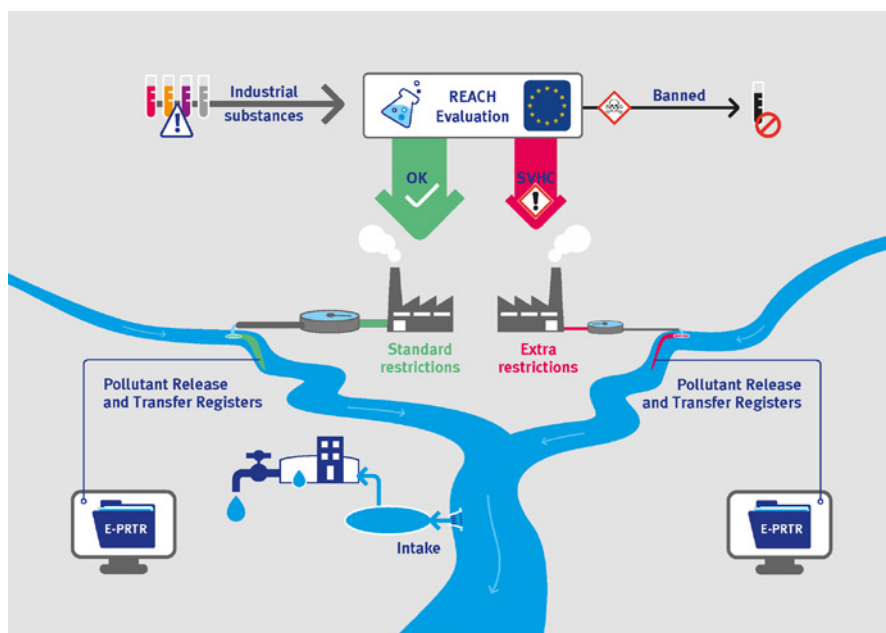 Industrial
substances
REACH
Evaluation
Banned
OK
SVHC
Standard
restrictions
Extra
restrictions
Pollutant Release
and Transfer Registers
Pollutant Release
and Transfer Registers
E-PRTR
Intake
E-PRTR